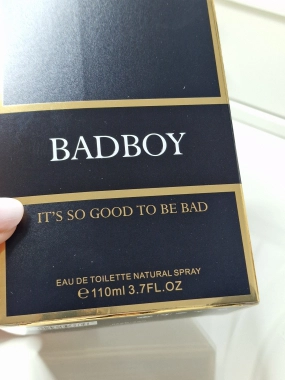 BADBOY
IT'S SO GOOD TO BE BAD
EAU DE TOILETTE NATURAL SPRAY
℮110ml 3.7FL.OZ